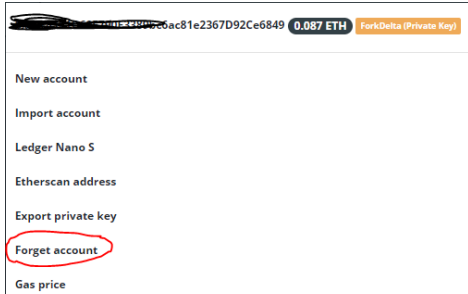 6ac81e2367D92Ce6849 0.087 ETH ForkDelta (Private Key)
New account
Import account
Ledger Nano S
Etherscan address
Export private key
Forget account
Gas price